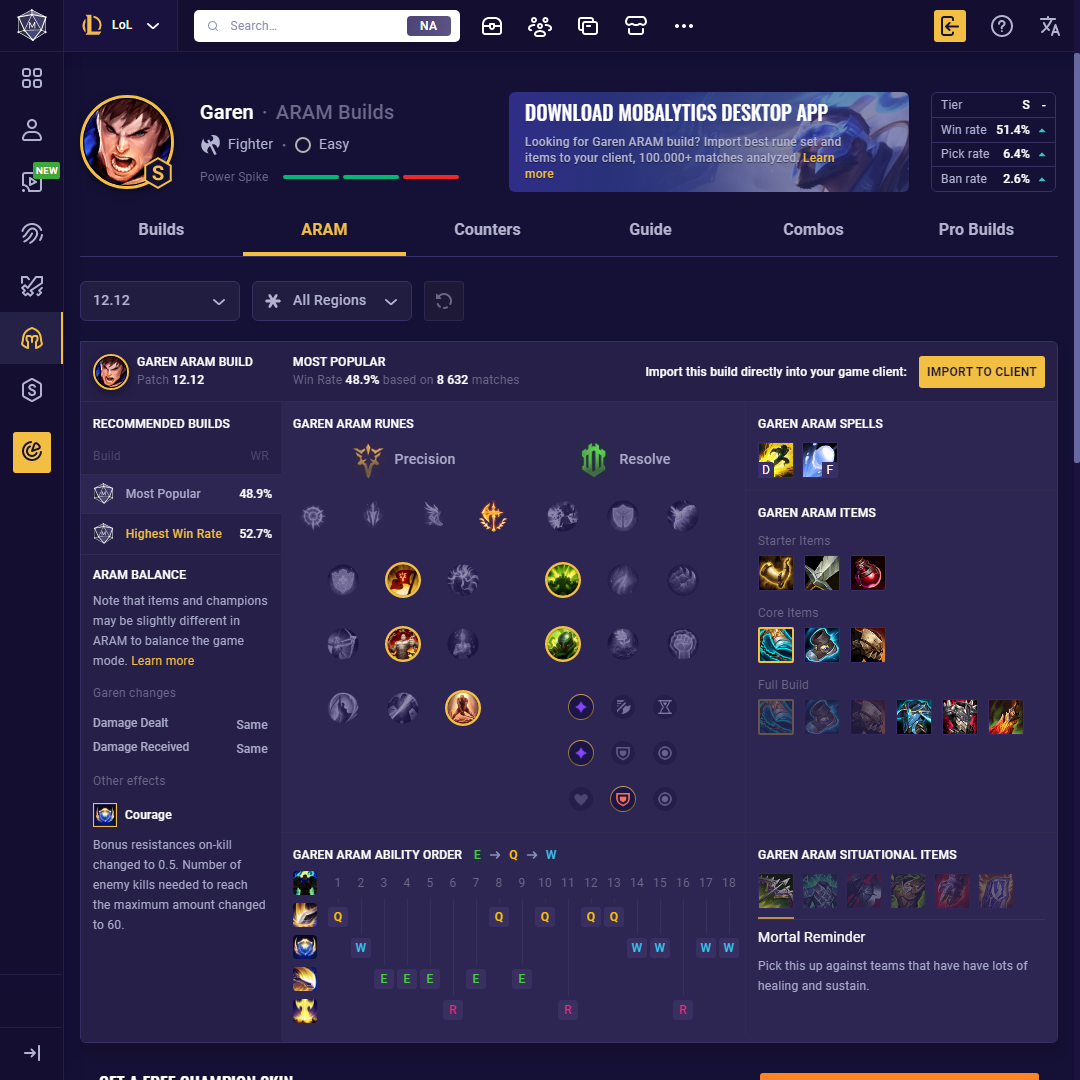 LoL
Search...
NA
NEW
Garen · ARAM Builds
Fighter · Easy
Power Spike
S
DOWNLOAD MOBALYTICS DESKTOP APP
Looking for Garen ARAM build? Import best rune set and
items to your client, 100.000+ matches analyzed. Learn
more
Tier S -
Win rate 51.4%
Pick rate 6.4%
Ban rate 2.6%
Builds
ARAM
Counters
Guide
Combos
Pro Builds
12.12
All Regions
GAREN ARAM BUILD
Patch 12.12
MOST POPULAR
Win Rate 48.9% based on 8 632 matches
Import this build directly into your game client:
IMPORT TO CLIENT
RECOMMENDED BUILDS
Build WR
Most Popular 48.9%
Highest Win Rate 52.7%
ARAM BALANCE
Note that items and champions
may be slightly different in
ARAM to balance the game
mode. Learn more
Garen changes
Damage Dealt Same
Damage Received Same
Other effects
Courage
Bonus resistances on-kill
changed to 0.5. Number of
enemy kills needed to reach
the maximum amount changed
to 60.
GAREN ARAM RUNES
Precision
Resolve
GAREN ARAM SPELLS
D
F
GAREN ARAM ITEMS
Starter Items
Core Items
Full Build
GAREN ARAM ABILITY ORDER E → Q → W
1 2 3 4 5 6 7 8 9 10 11 12 13 14 15 16 17 18
Q Q Q Q Q
W W W W W
E E E E E
R R R
GAREN ARAM SITUATIONAL ITEMS
Mortal Reminder
Pick this up against teams that have have lots of
healing and sustain.
GET A FREE CHAMPION SKIN